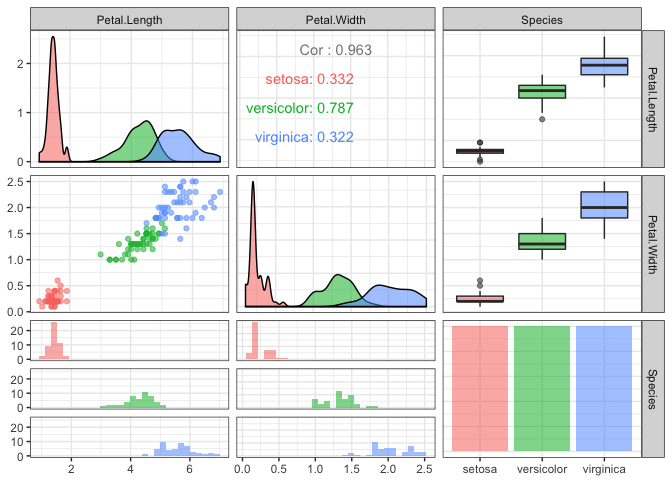 Petal.Length Petal.Width Species
2
1
0
Cor : 0.963
setosa: 0.332
versicolor: 0.787
virginica: 0.322
Petal.Length
2.5
2.0
1.5
1.0
0.5
0.0
Petal.Width
20
10
0
20
10
0
20
10
0
Species
2 4 6 0.0 0.5 1.0 1.5 2.0 2.5 setosa versicolor virginica